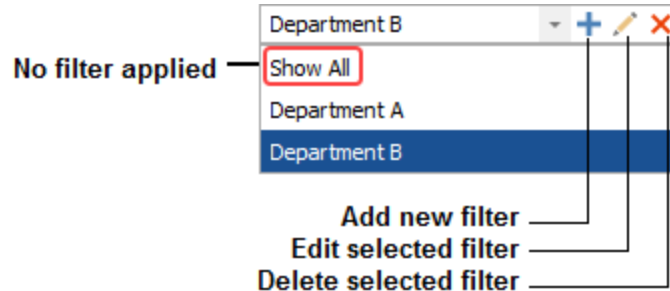 Department B
No filter applied
Show All
Department A
Department B
Add new filter
Edit selected filter
Delete selected filter